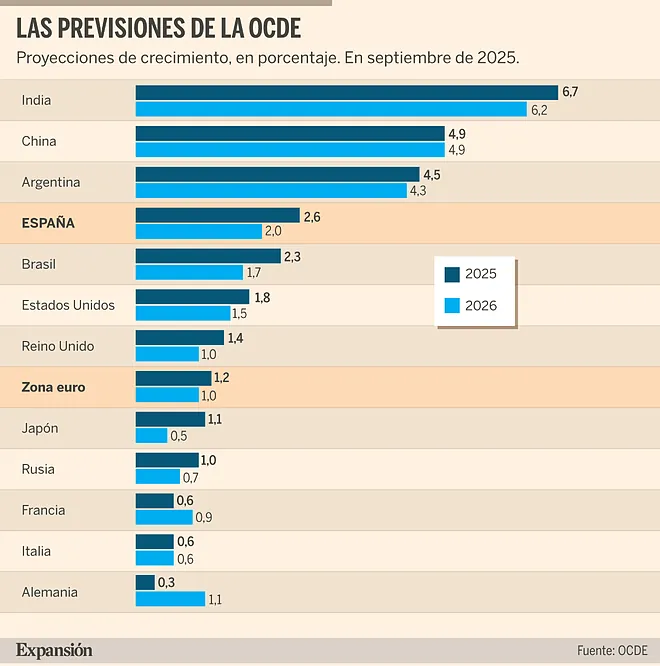 LAS PREVISIONES DE LA OCDE
Proyecciones de crecimiento, en porcentaje. En septiembre de 2025.
India 6,7
6,2
China 4,9
4,9
Argentina 4,5
4,3
ESPAÑA 2,6
2,0
Brasil 2,3
1,7
2025
Estados Unidos 1,8
1,5
2026
Reino Unido 1,4
1,0
Zona euro 1,2
1,0
Japón 1,1
0,5
Rusia 1,0
0,7
Francia 0,6
0,9
Italia 0,6
0,6
Alemania 0,3
1,1
Expansión Fuente: OCDE